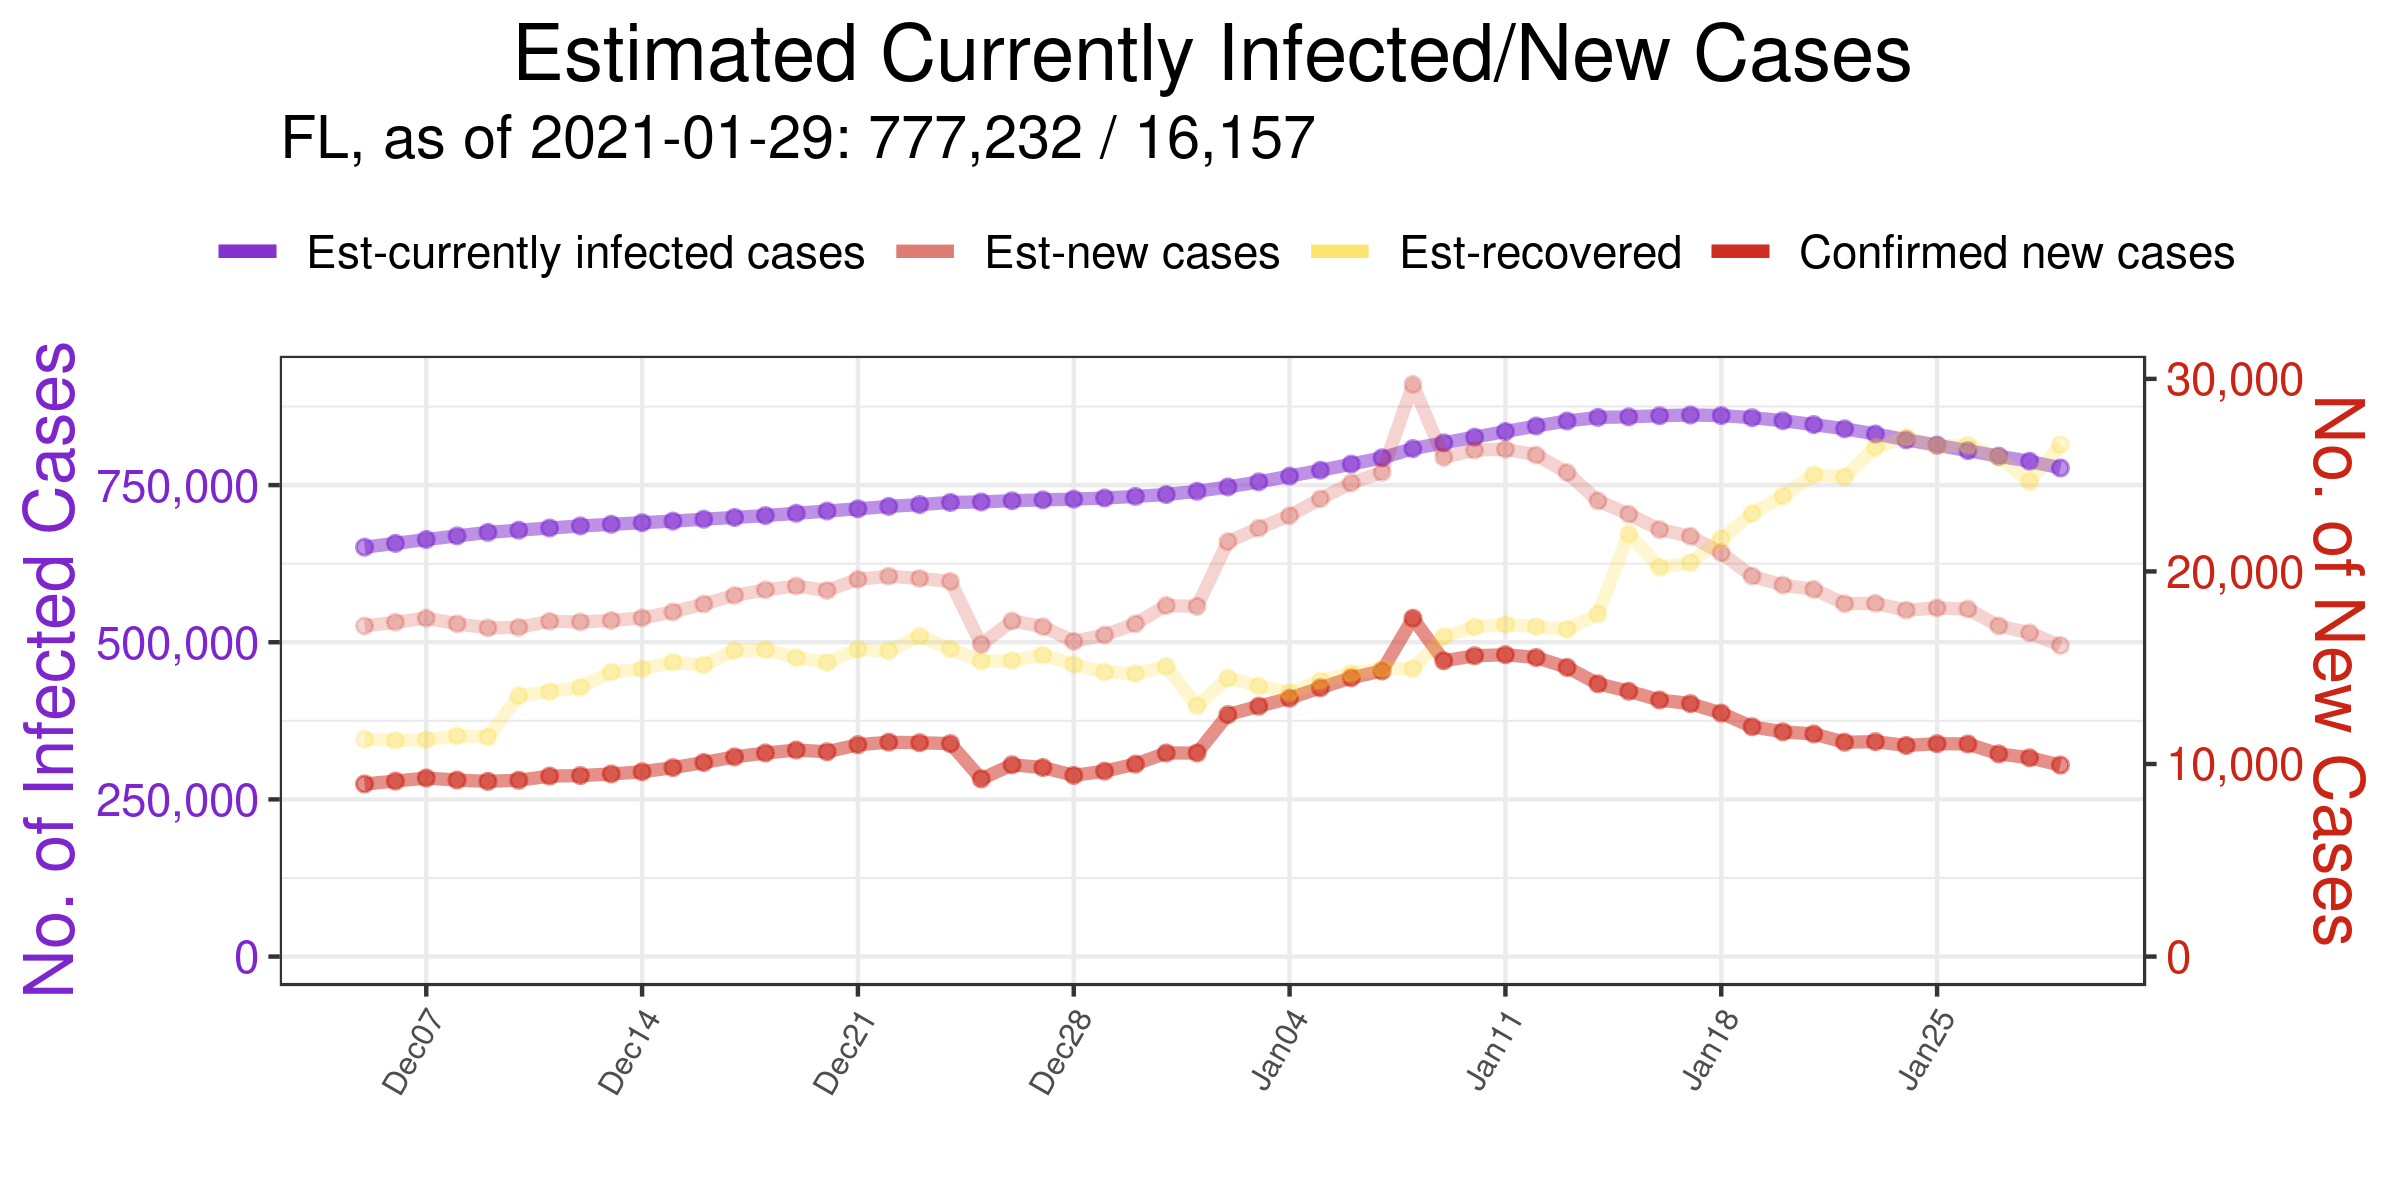 Estimated Currently Infected/New Cases
FL, as of 2021-01-29: 777,232 / 16,157
Est-currently infected cases Est-new cases Est-recovered Confirmed new cases
No. of Infected Cases
750,000
500,000
250,000
0
30,000
20,000
10,000
0
No. of New Cases
Dec07 Dec14 Dec21 Dec28 Jan04 Jan11 Jan18 Jan25